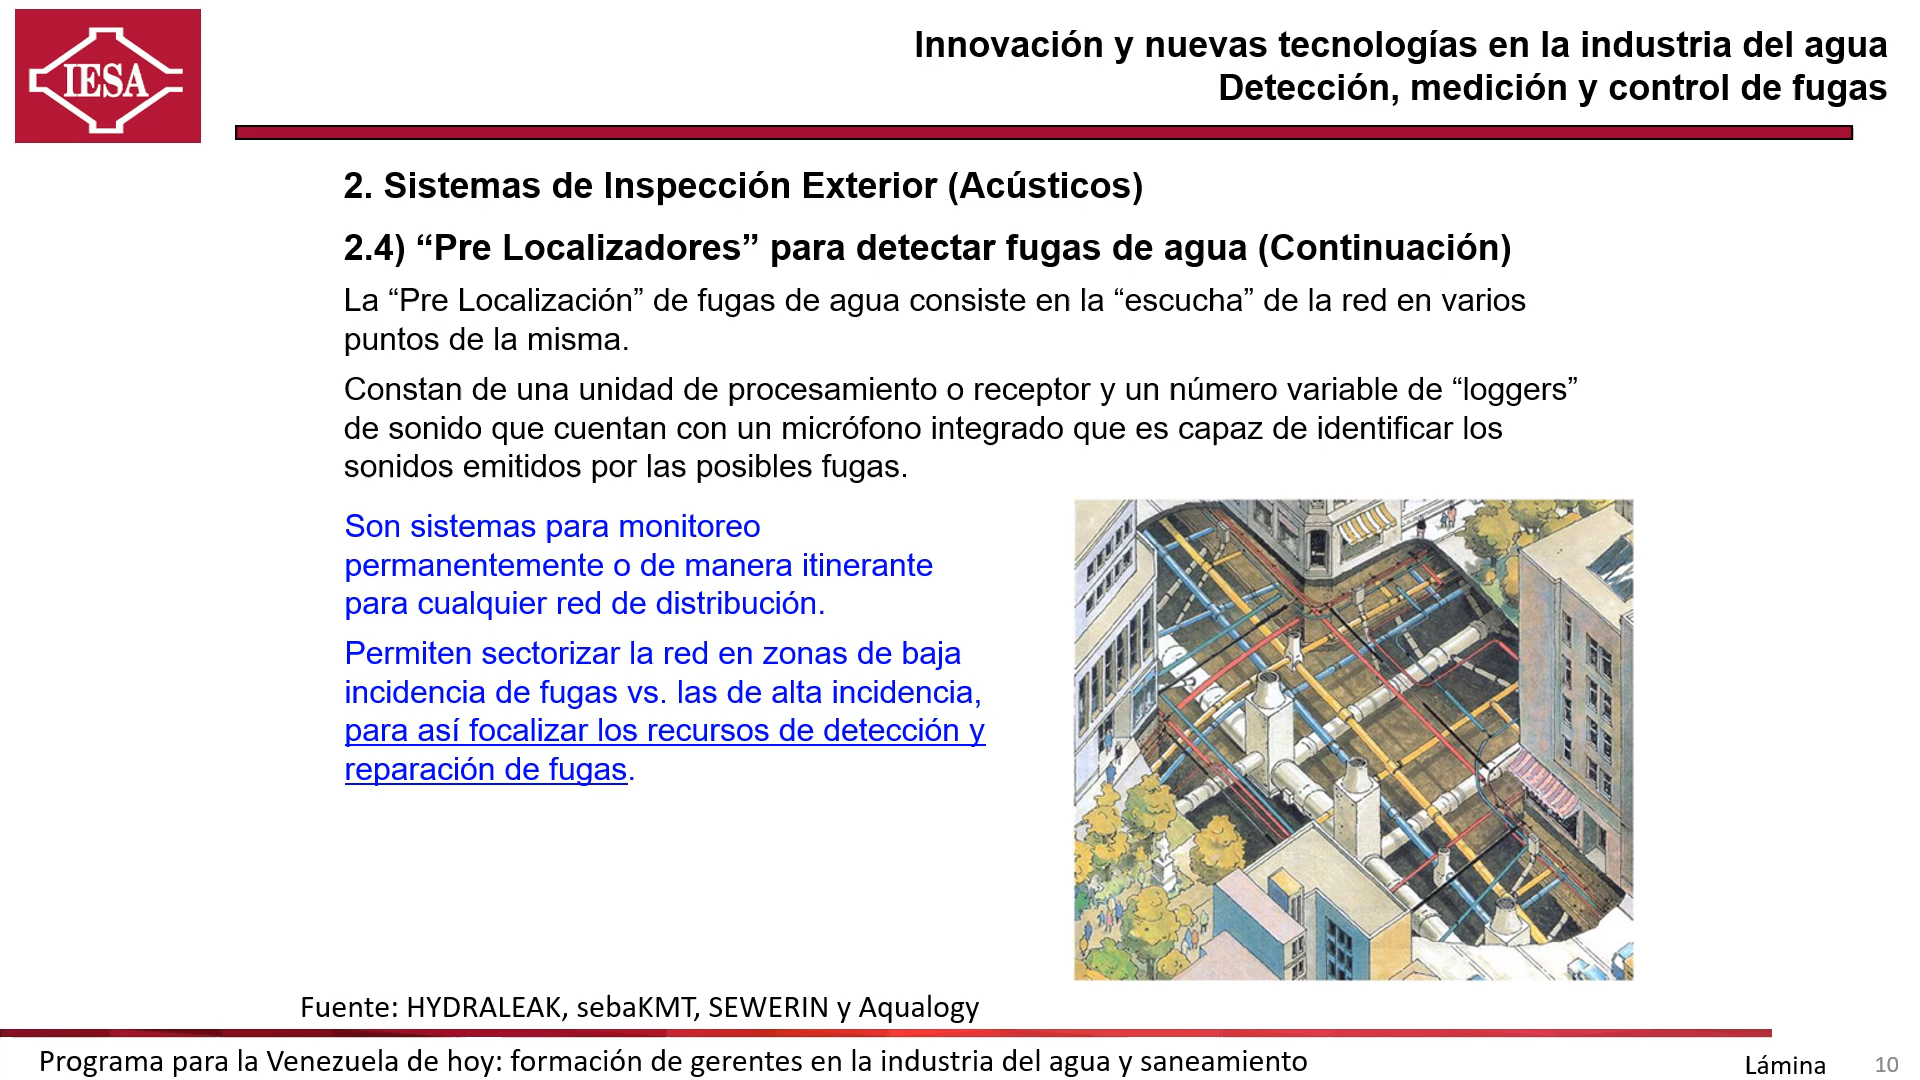 IESA
Innovación y nuevas tecnologías en la industria del agua
Detección, medición y control de fugas
2. Sistemas de Inspección Exterior (Acústicos)
2.4) “Pre Localizadores” para detectar fugas de agua (Continuación)
La “Pre Localización” de fugas de agua consiste en la “escucha” de la red en varios
puntos de la misma.
Constan de una unidad de procesamiento o receptor y un número variable de “loggers”
de sonido que cuentan con un micrófono integrado que es capaz de identificar los
sonidos emitidos por las posibles fugas.
Son sistemas para monitoreo
permanentemente o de manera itinerante
para cualquier red de distribución.
Permiten sectorizar la red en zonas de baja
incidencia de fugas vs. las de alta incidencia,
para así focalizar los recursos de detección y
reparación de fugas.
Fuente: HYDRALEAK, sebaKMT, SEWERIN y Aqualogy
Programa para la Venezuela de hoy: formación de gerentes en la industria del agua y saneamiento
Lámina 10